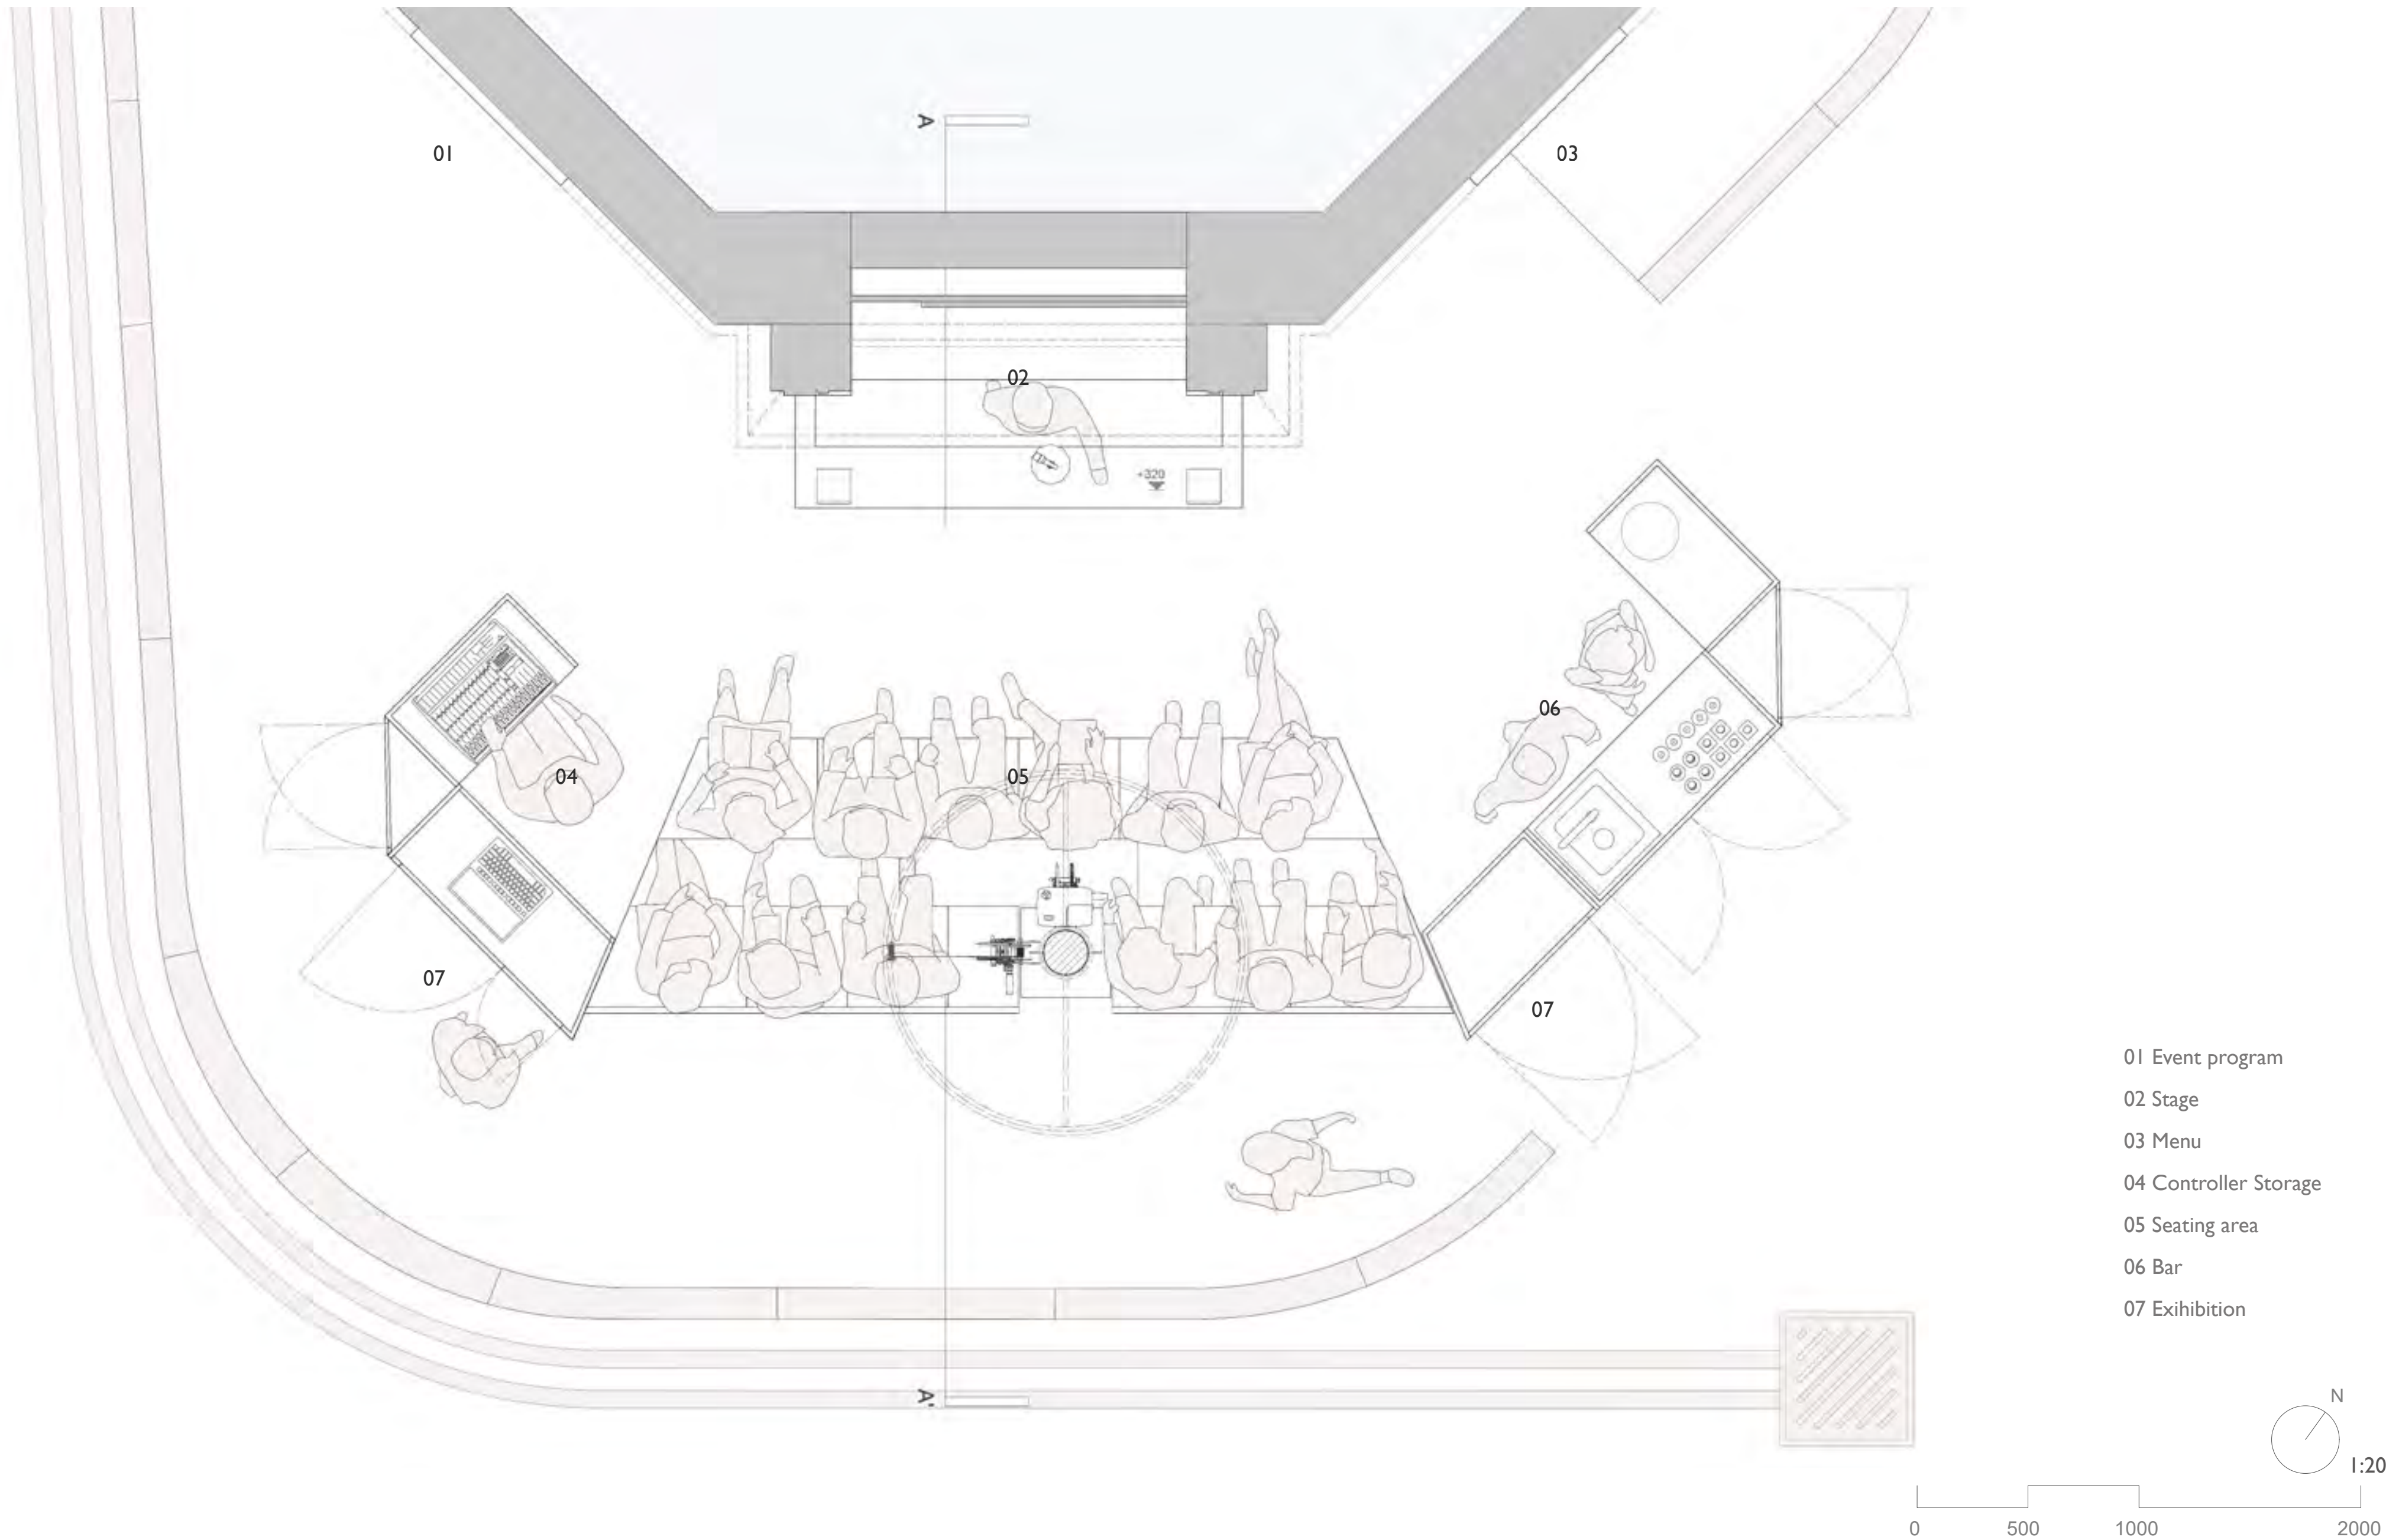 A
01
03
02
+320
06
04
05
07
07
01 Event program
02 Stage
03 Menu
04 Controller Storage
05 Seating area
06 Bar
07 Exihibition
A'
N
1:20
0 500 1000 2000